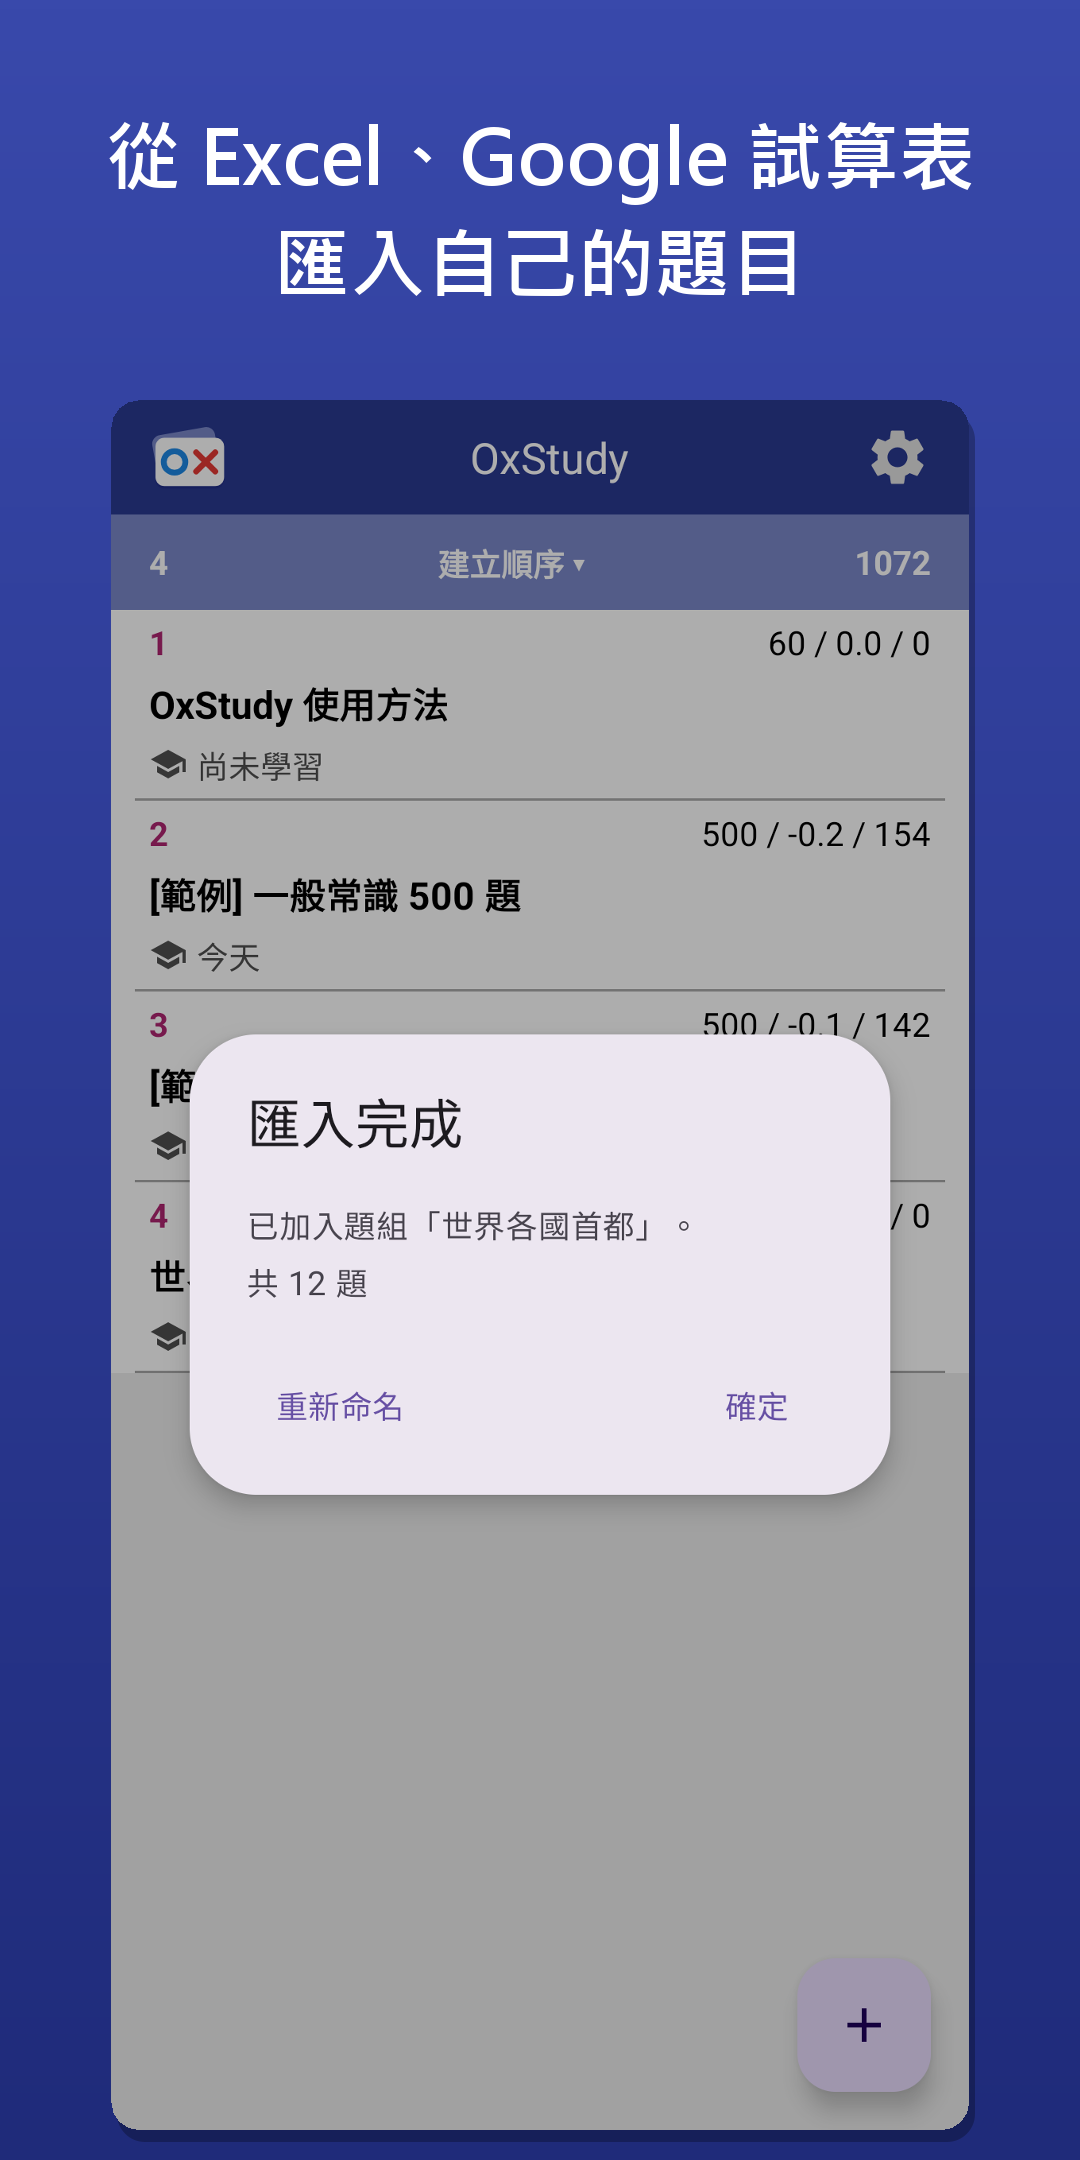 從 Excel、Google 試算表
匯入自己的題目
OX
OxStudy
4 建立順序 ▾ 1072
1 60 / 0.0 / 0
OxStudy 使用方法
尚未學習
2 500 / -0.2 / 154
[範例] 一般常識 500 題
今天
3 500 / -0.1 / 142
[範
匯入完成
已加入題組「世界各國首都」。
共 12 題
重新命名 確定
4 / 0
世
+